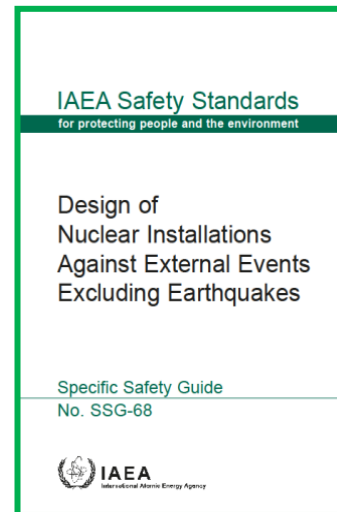 IAEA Safety Standards
for protecting people and the environment
Design of
Nuclear Installations
Against External Events
Excluding Earthquakes
Specific Safety Guide
No. SSG-68
IAEA
International Atomic Energy Agency